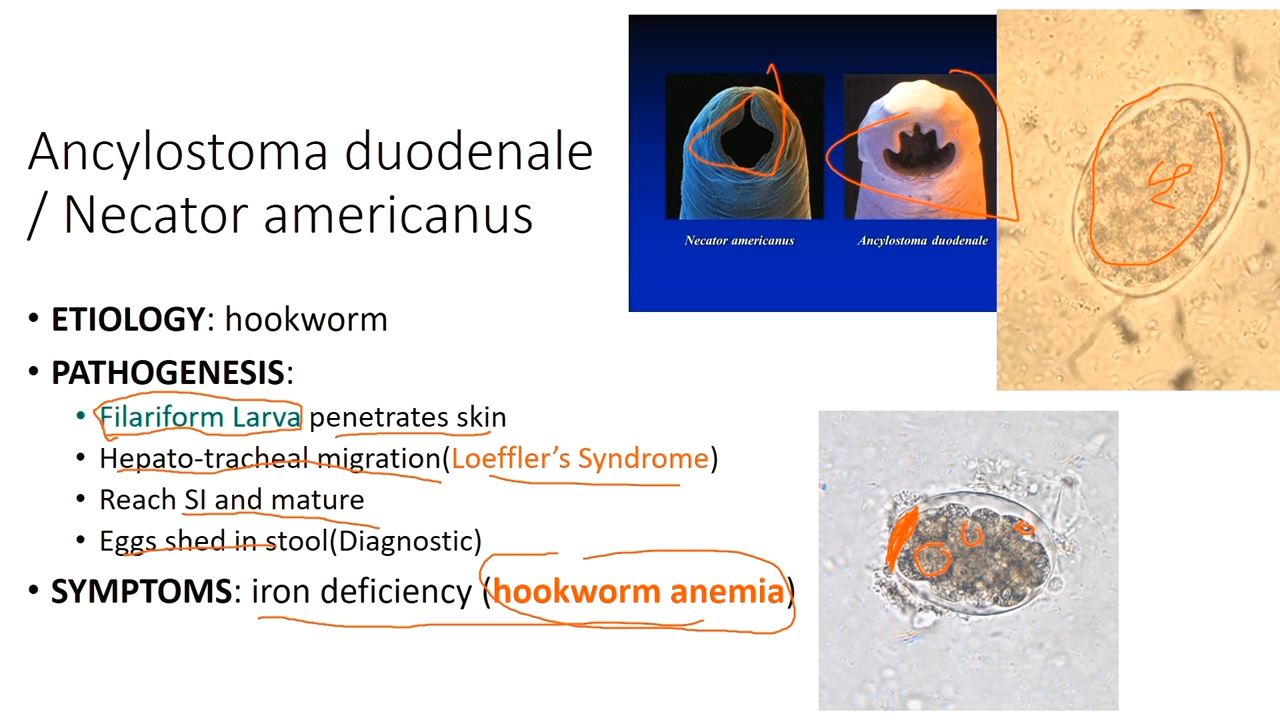 Ancylostoma duodenale
/ Necator americanus
• ETIOLOGY: hookworm
• PATHOGENESIS:
• Filariform Larva penetrates skin
• Hepato-tracheal migration(Loeffler's Syndrome)
• Reach SI and mature
• Eggs shed in stool(Diagnostic)
• SYMPTOMS: iron deficiency (hookworm anemia)
Necator americanus
Ancylostoma duodenale